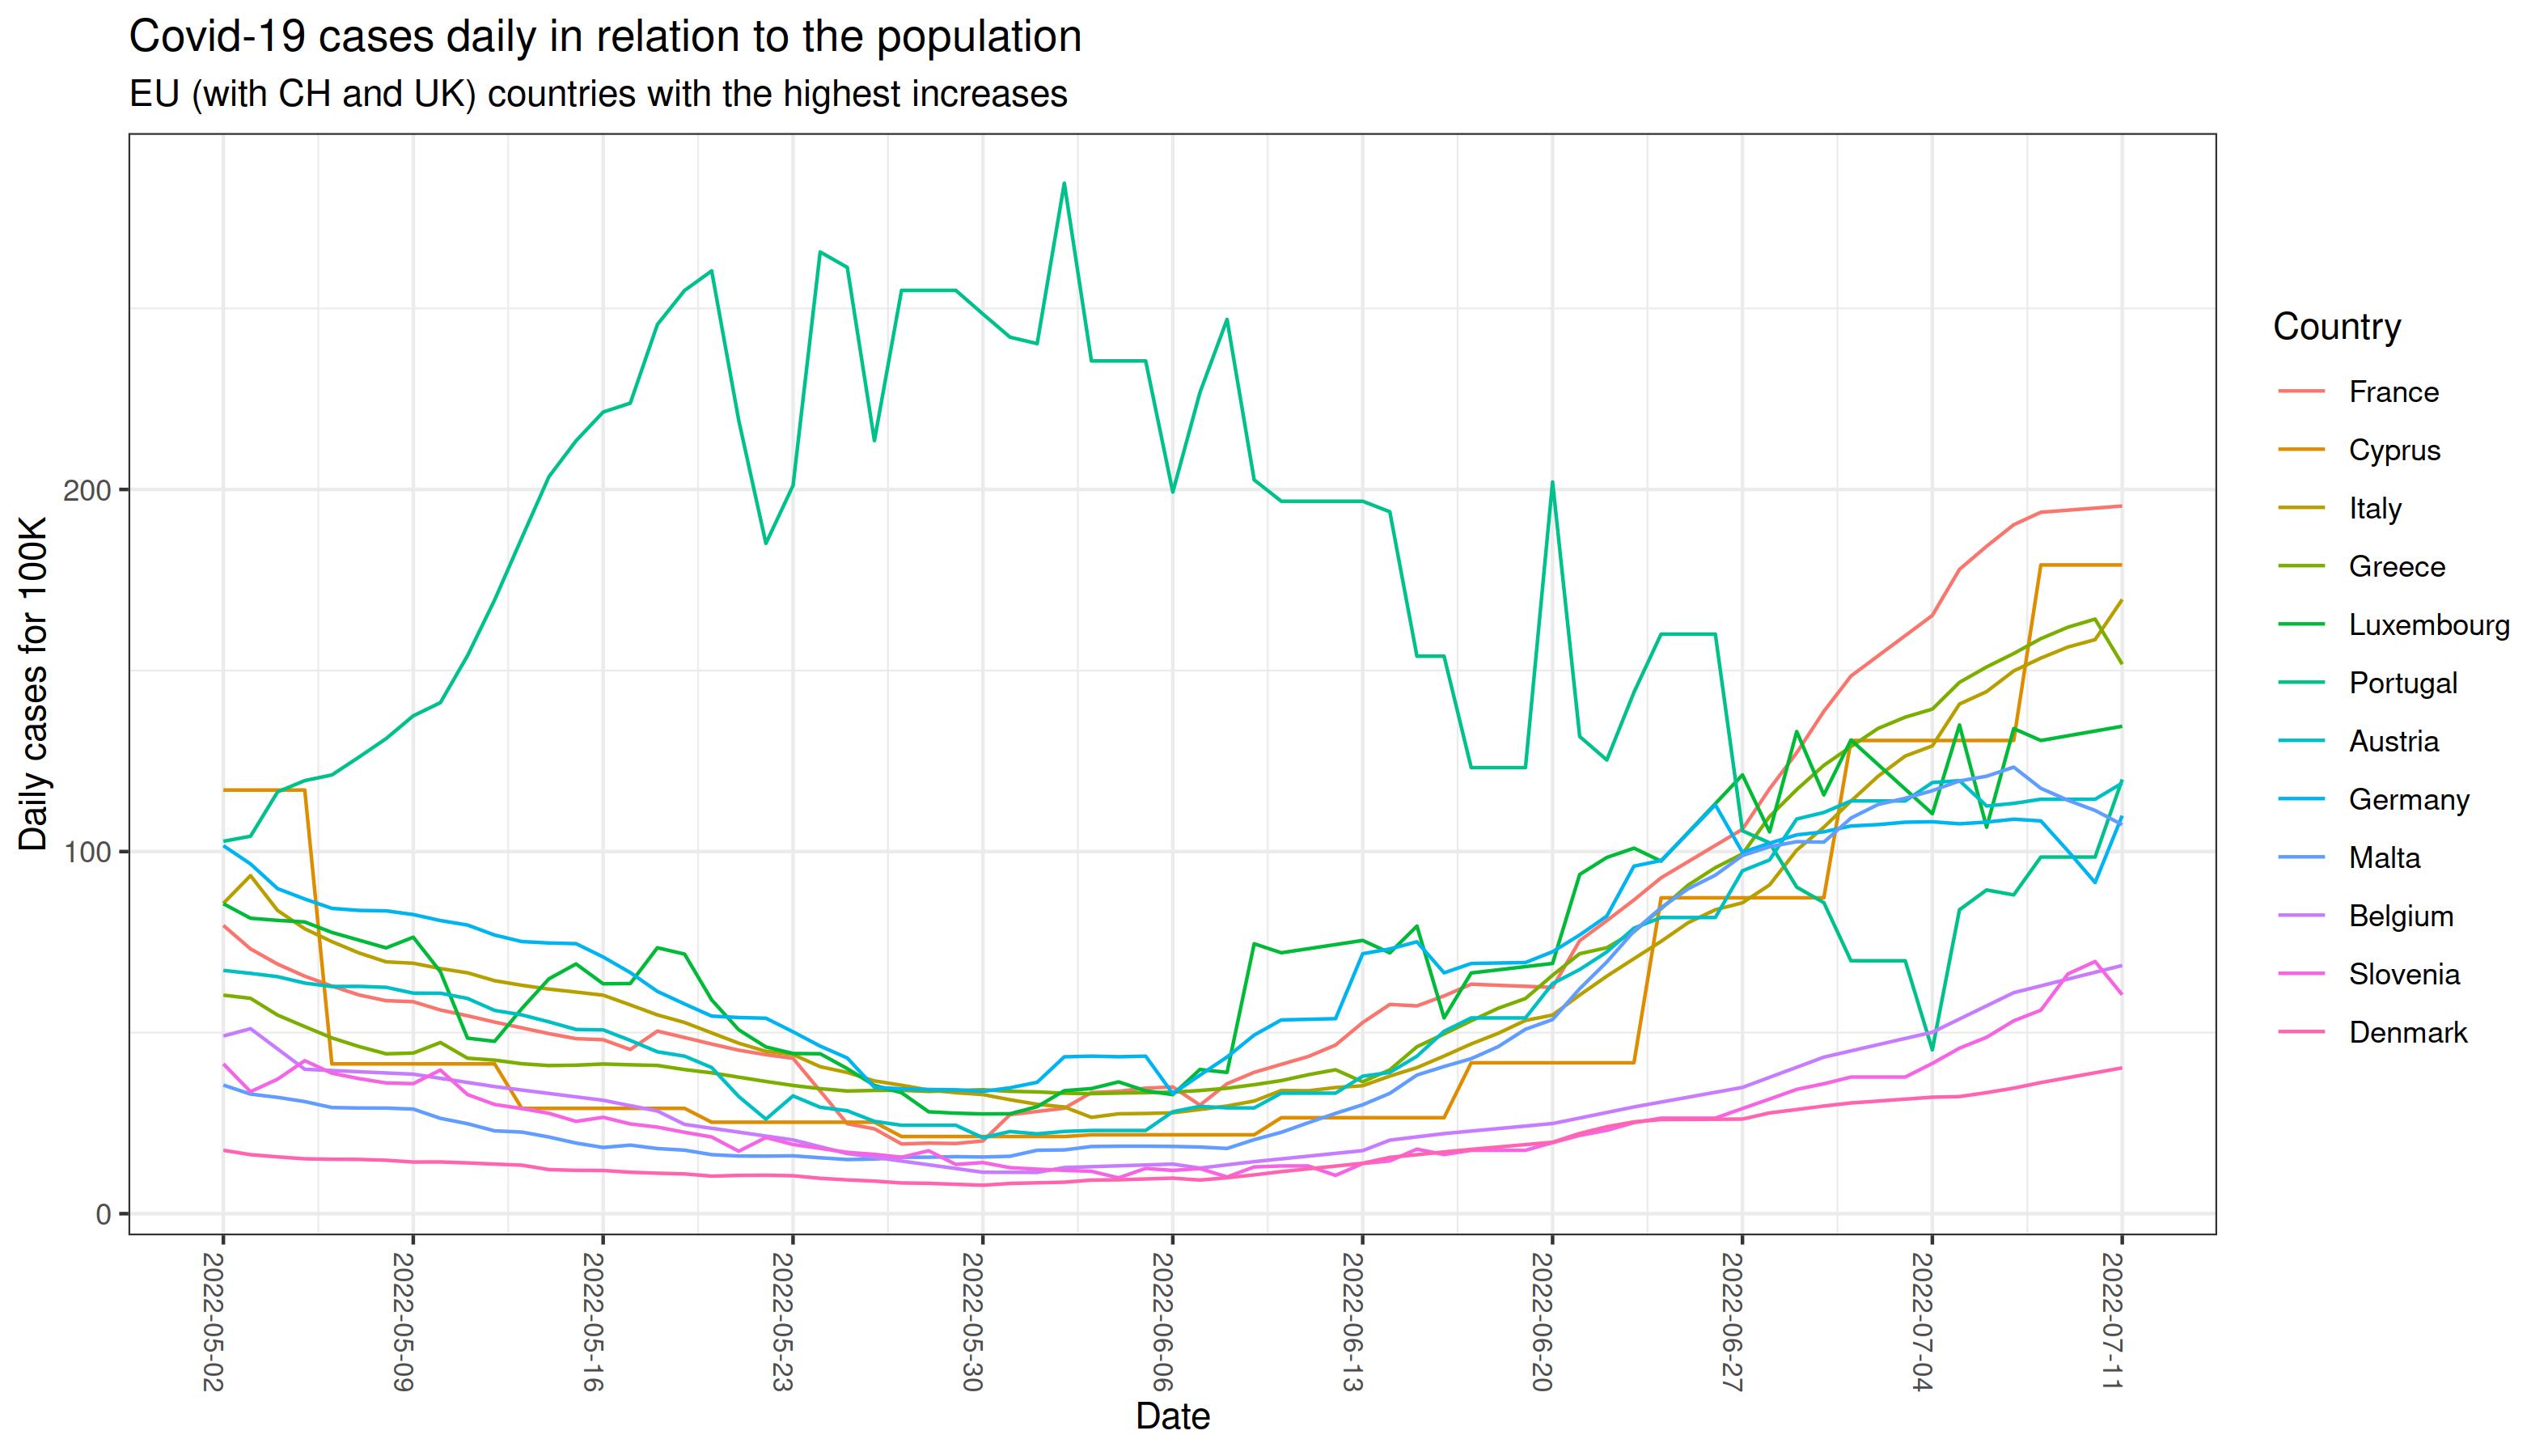 Covid-19 cases daily in relation to the population
EU (with CH and UK) countries with the highest increases
Daily cases for 100K
200
100
0
2022-05-02
2022-05-09
2022-05-16
2022-05-23
2022-05-30
2022-06-06
2022-06-13
2022-06-20
2022-06-27
2022-07-04
2022-07-11
Date
Country
France
Cyprus
Italy
Greece
Luxembourg
Portugal
Austria
Germany
Malta
Belgium
Slovenia
Denmark